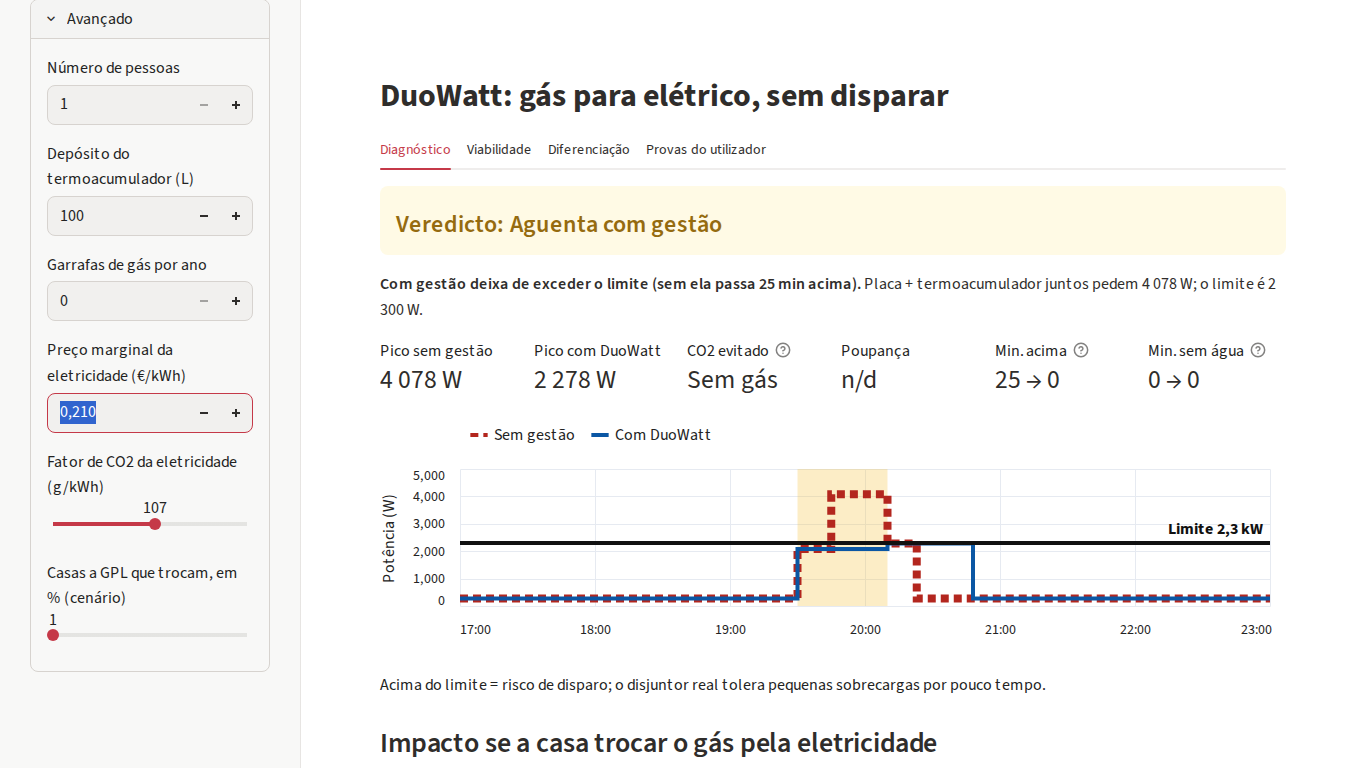 Avançado
Número de pessoas
1
Depósito do
termoacumulador (L)
100
Garrafas de gás por ano
0
Preço marginal da
eletricidade (€/kWh)
0,210
Fator de CO2 da eletricidade
(g/kWh)
107
Casas a GPL que trocam, em
% (cenário)
1
DuoWatt: gás para elétrico, sem disparar
Diagnóstico Viabilidade Diferenciação Provas do utilizador
Veredicto: Aguenta com gestão
Com gestão deixa de exceder o limite (sem ela passa 25 min acima). Placa + termoacumulador juntos pedem 4 078 W; o limite é 2
300 W.
Pico sem gestão Pico com DuoWatt CO2 evitado Poupança Min. acima Min. sem água
4 078 W 2 278 W Sem gás n/d 25 → 0 0 → 0
Sem gestão Com DuoWatt
Potência (W)
5,000
4,000
3,000
2,000
1,000
0
Limite 2,3 kW
17:00 18:00 19:00 20:00 21:00 22:00 23:00
Acima do limite = risco de disparo; o disjuntor real tolera pequenas sobrecargas por pouco tempo.
Impacto se a casa trocar o gás pela eletricidade